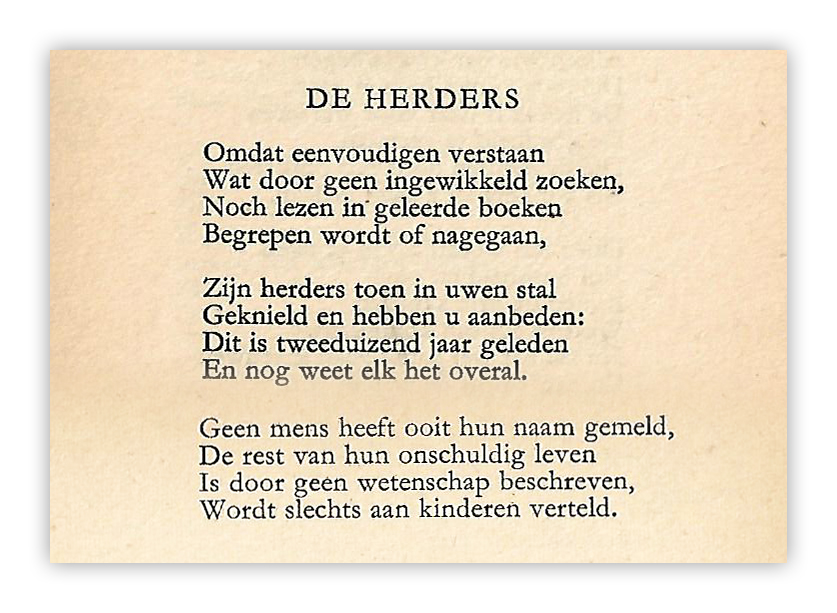 DE HERDERS
Omdat eenvoudigen verstaan
Wat door geen ingewikkeld zoeken,
Noch lezen in geleerde boeken
Begrepen wordt of nagegaan,
Zijn herders toen in uwen stal
Geknield en hebben u aanbeden:
Dit is tweeduizend jaar geleden
En nog weet elk het overal.
Geen mens heeft ooit hun naam gemeld,
De rest van hun onschuldig leven
Is door geen wetenschap beschreven,
Wordt slechts aan kinderen verteld.